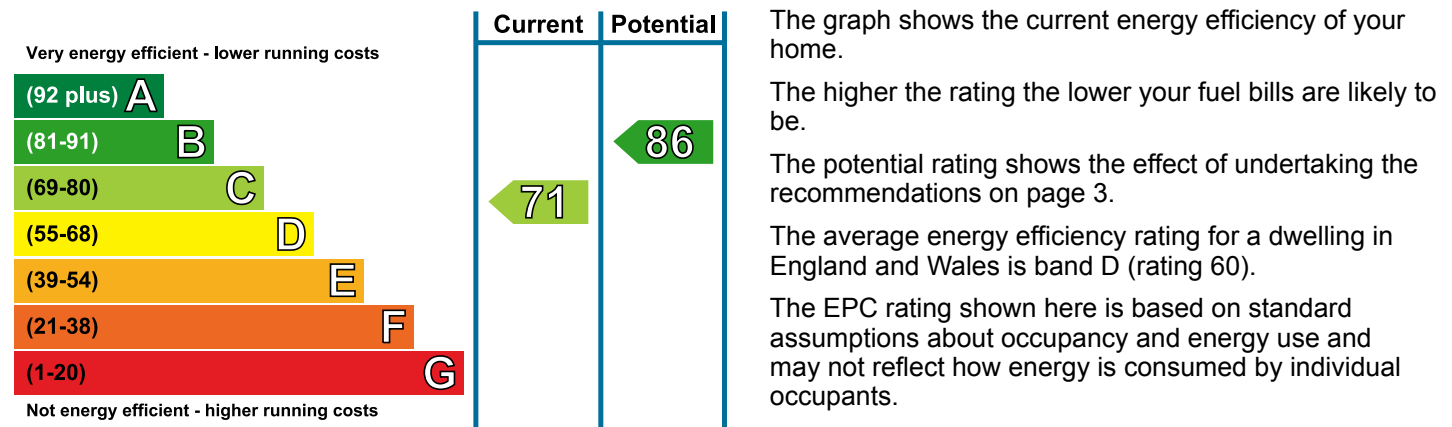 Current Potential
Very energy efficient - lower running costs
(92 plus) A
(81-91) B
(69-80) C
(55-68) D
(39-54) E
(21-38) F
(1-20) G
Not energy efficient - higher running costs
86
71
The graph shows the current energy efficiency of your
home.
The higher the rating the lower your fuel bills are likely to
be.
The potential rating shows the effect of undertaking the
recommendations on page 3.
The average energy efficiency rating for a dwelling in
England and Wales is band D (rating 60).
The EPC rating shown here is based on standard
assumptions about occupancy and energy use and
may not reflect how energy is consumed by individual
occupants.